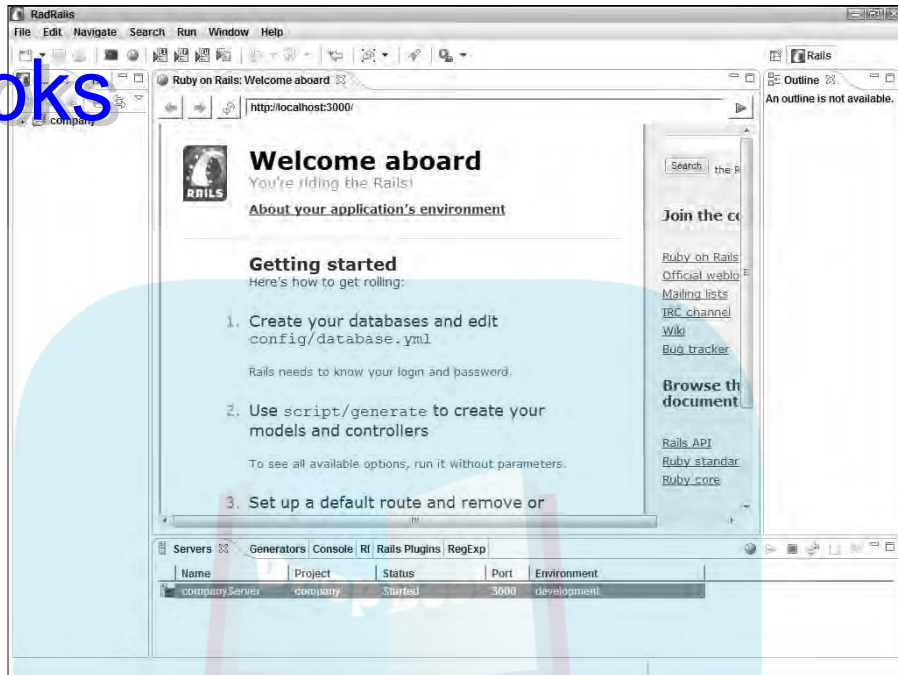 RadRails
File Edit Navigate Search Run Window Help
Rails
oks
Ruby on Rails: Welcome aboard
Outline
An outline is not available.
http://localhost:3000/
company
RAILS
Welcome aboard
You're riding the Rails!
About your application's environment
Getting started
Here's how to get rolling:
1. Create your databases and edit
config/database.yml
Rails needs to know your login and password.
2. Use script/generate to create your
models and controllers
To see all available options, run it without parameters.
3. Set up a default route and remove or
Search the R
Join the co
Ruby on Rails
Official weblo
Mailing lists
IRC channel
Wiki
Bug tracker
Browse th
document
Rails API
Ruby standar
Ruby core
Servers Generators Console RI Rails Plugins RegExp
Name Project Status Port Environment
companyServer company Started 3000 development